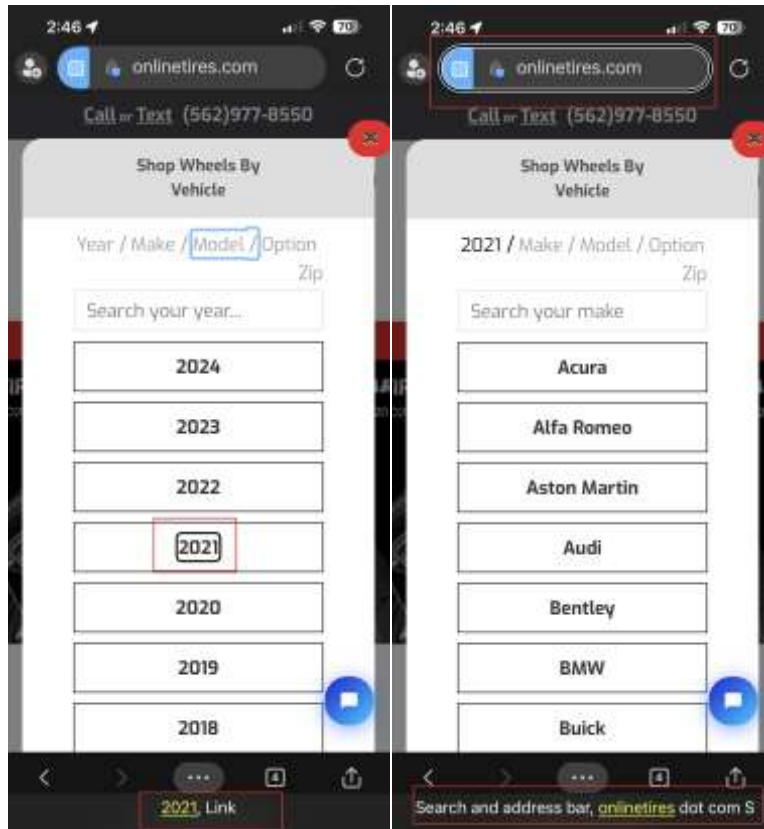 2:46
70
onlinetires.com
Call or Text (562)977-8550
Shop Wheels By
Vehicle
Year / Make / Model / Option
Zip
Search your year...
2024
2023
2022
2021
2020
2019
2018
4
2021, Link
2:46
70
onlinetires.com
Call or Text (562)977-8550
Shop Wheels By
Vehicle
2021 / Make / Model / Option
Zip
Search your make
Acura
Alfa Romeo
Aston Martin
Audi
Bentley
BMW
Buick
4
Search and address bar, onlinetires dot com S